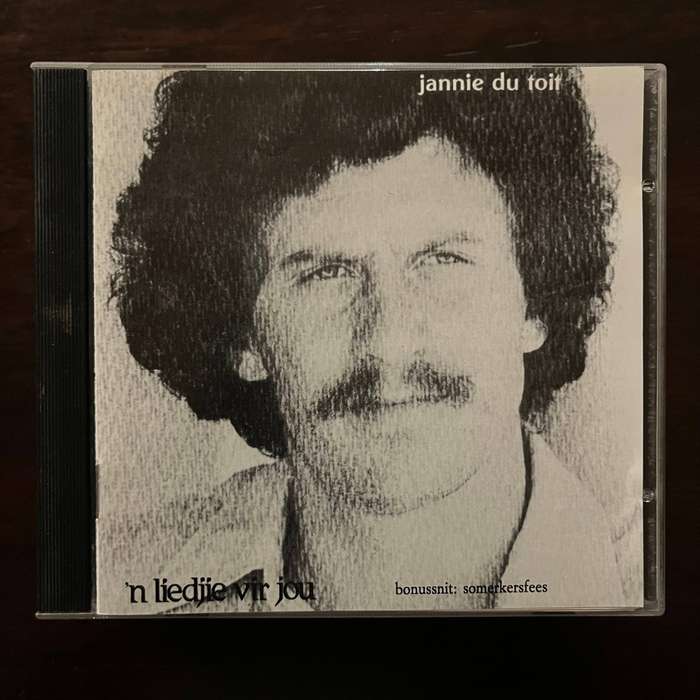 jannie du toit
'n liedjie vir jou
bonussnit: somerkersfees